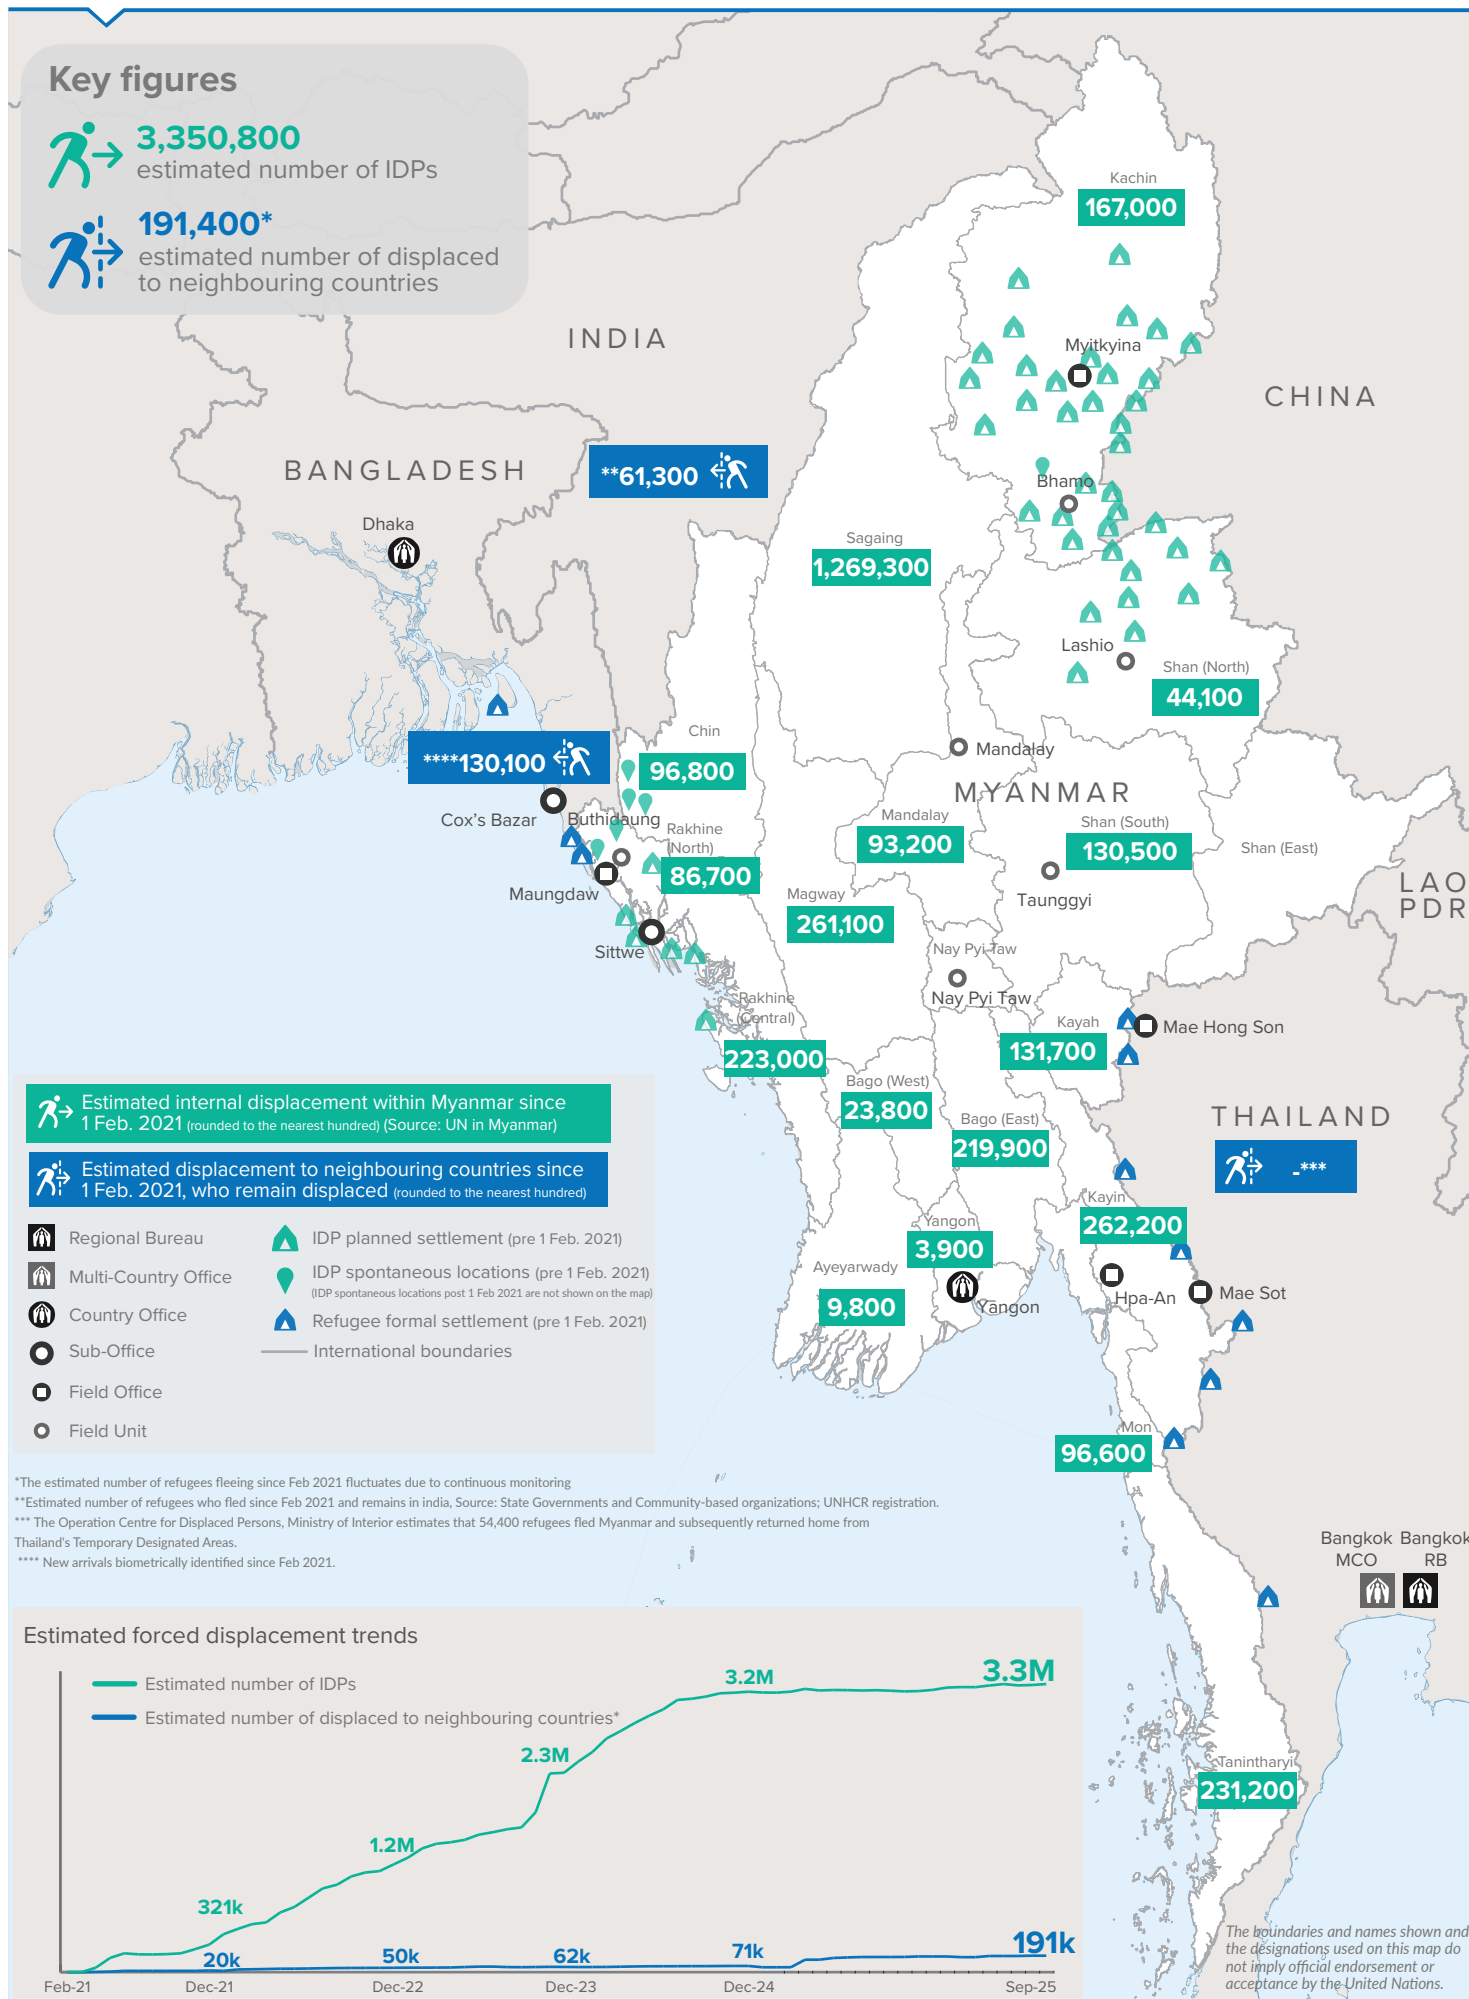 Key figures
3,350,800
estimated number of IDPs
191,400*
estimated number of displaced
to neighbouring countries
Kachin
167,000
INDIA
Myitkyina
CHINA
BANGLADESH
**61,300
Bhamo
Dhaka
Sagaing
1,269,300
Lashio
Shan (North)
44,100
Chin
****130,100
96,800
Mandalay
MYANMAR
Cox's Bazar
Buthidaung
Rakhine
(North)
86,700
Mandalay
93,200
Shan (South)
130,500
Shan (East)
LAO
PDR
Maungdaw
Magway
261,100
Taunggyi
Sittwe
Nay Pyi Taw
Nay Pyi Taw
Rakhine
(Central)
223,000
Kayah
131,700
Mae Hong Son
Bago (West)
23,800
Bago (East)
219,900
THAILAND
-***
Estimated internal displacement within Myanmar since
1 Feb. 2021 (rounded to the nearest hundred) (Source: UN in Myanmar)
Estimated displacement to neighbouring countries since
1 Feb. 2021, who remain displaced (rounded to the nearest hundred)
Kayin
262,200
Yangon
3,900
Ayeyarwady
9,800
Yangon
Hpa-An
Mae Sot
Regional Bureau
Multi-Country Office
Country Office
Sub-Office
Field Office
Field Unit
IDP planned settlement (pre 1 Feb. 2021)
IDP spontaneous locations (pre 1 Feb. 2021)
(IDP spontaneous locations post 1 Feb 2021 are not shown on the map)
Refugee formal settlement (pre 1 Feb. 2021)
International boundaries
Mon
96,600
*The estimated number of refugees fleeing since Feb 2021 fluctuates due to continuous monitoring
**Estimated number of refugees who fled since Feb 2021 and remains in india, Source: State Governments and Community-based organizations; UNHCR registration.
*** The Operation Centre for Displaced Persons, Ministry of Interior estimates that 54,400 refugees fled Myanmar and subsequently returned home from
Thailand's Temporary Designated Areas.
**** New arrivals biometrically identified since Feb 2021.
Bangkok
MCO
Bangkok
RB
Estimated forced displacement trends
Estimated number of IDPs
Estimated number of displaced to neighbouring countries*
321k
1.2M
2.3M
3.2M
3.3M
20k
50k
62k
71k
191k
Feb-21
Dec-21
Dec-22
Dec-23
Dec-24
Sep-25
Tanintharyi
231,200
The boundaries and names shown and
the designations used on this map do
not imply official endorsement or
acceptance by the United Nations.